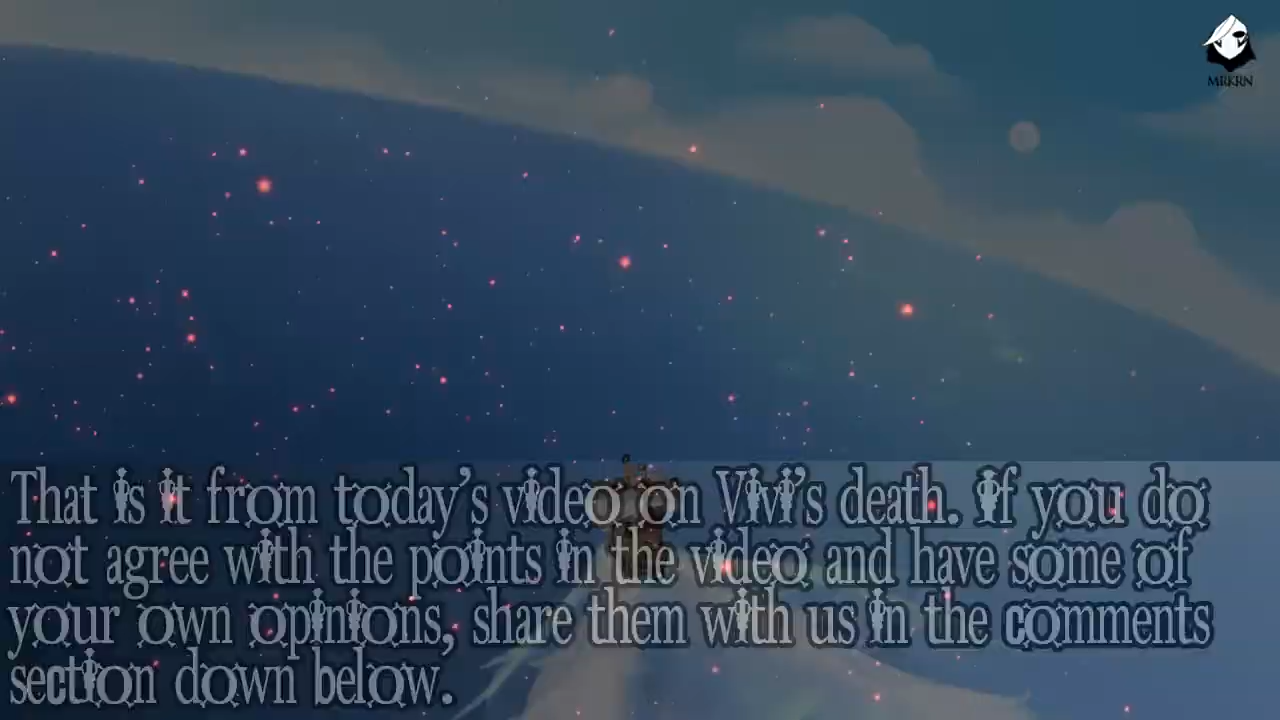 MRKRN
That is it from today's video on Vivi's death. If you do
not agree with the points in the video and have some of
your own opinions, share them with us in the comments
section down below.